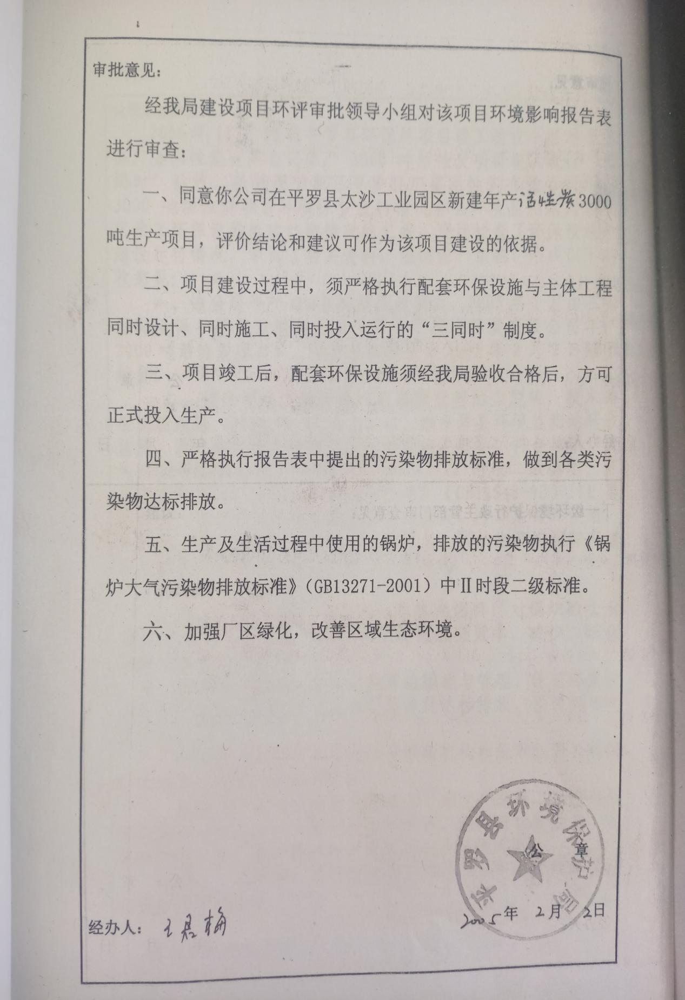 审批意见：
经我局建设项目环评审批领导小组对该项目环境影响报告表
进行审查：
一、同意你公司在平罗县太沙工业园区新建年产活性炭3000
吨生产项目，评价结论和建议可作为该项目建设的依据。
二、项目建设过程中，须严格执行配套环保设施与主体工程
同时设计、同时施工、同时投入运行的“三同时”制度。
三、项目竣工后，配套环保设施须经我局验收合格后，方可
正式投入生产。
四、严格执行报告表中提出的污染物排放标准，做到各类污
染物达标排放。
五、生产及生活过程中使用的锅炉，排放的污染物执行《锅
炉大气污染物排放标准》（GB13271-2001）中Ⅱ时段二级标准。
六、加强厂区绿化，改善区域生态环境。
平罗县环境保护局
公 章
2005年 2月 2日
经办人：王君梅